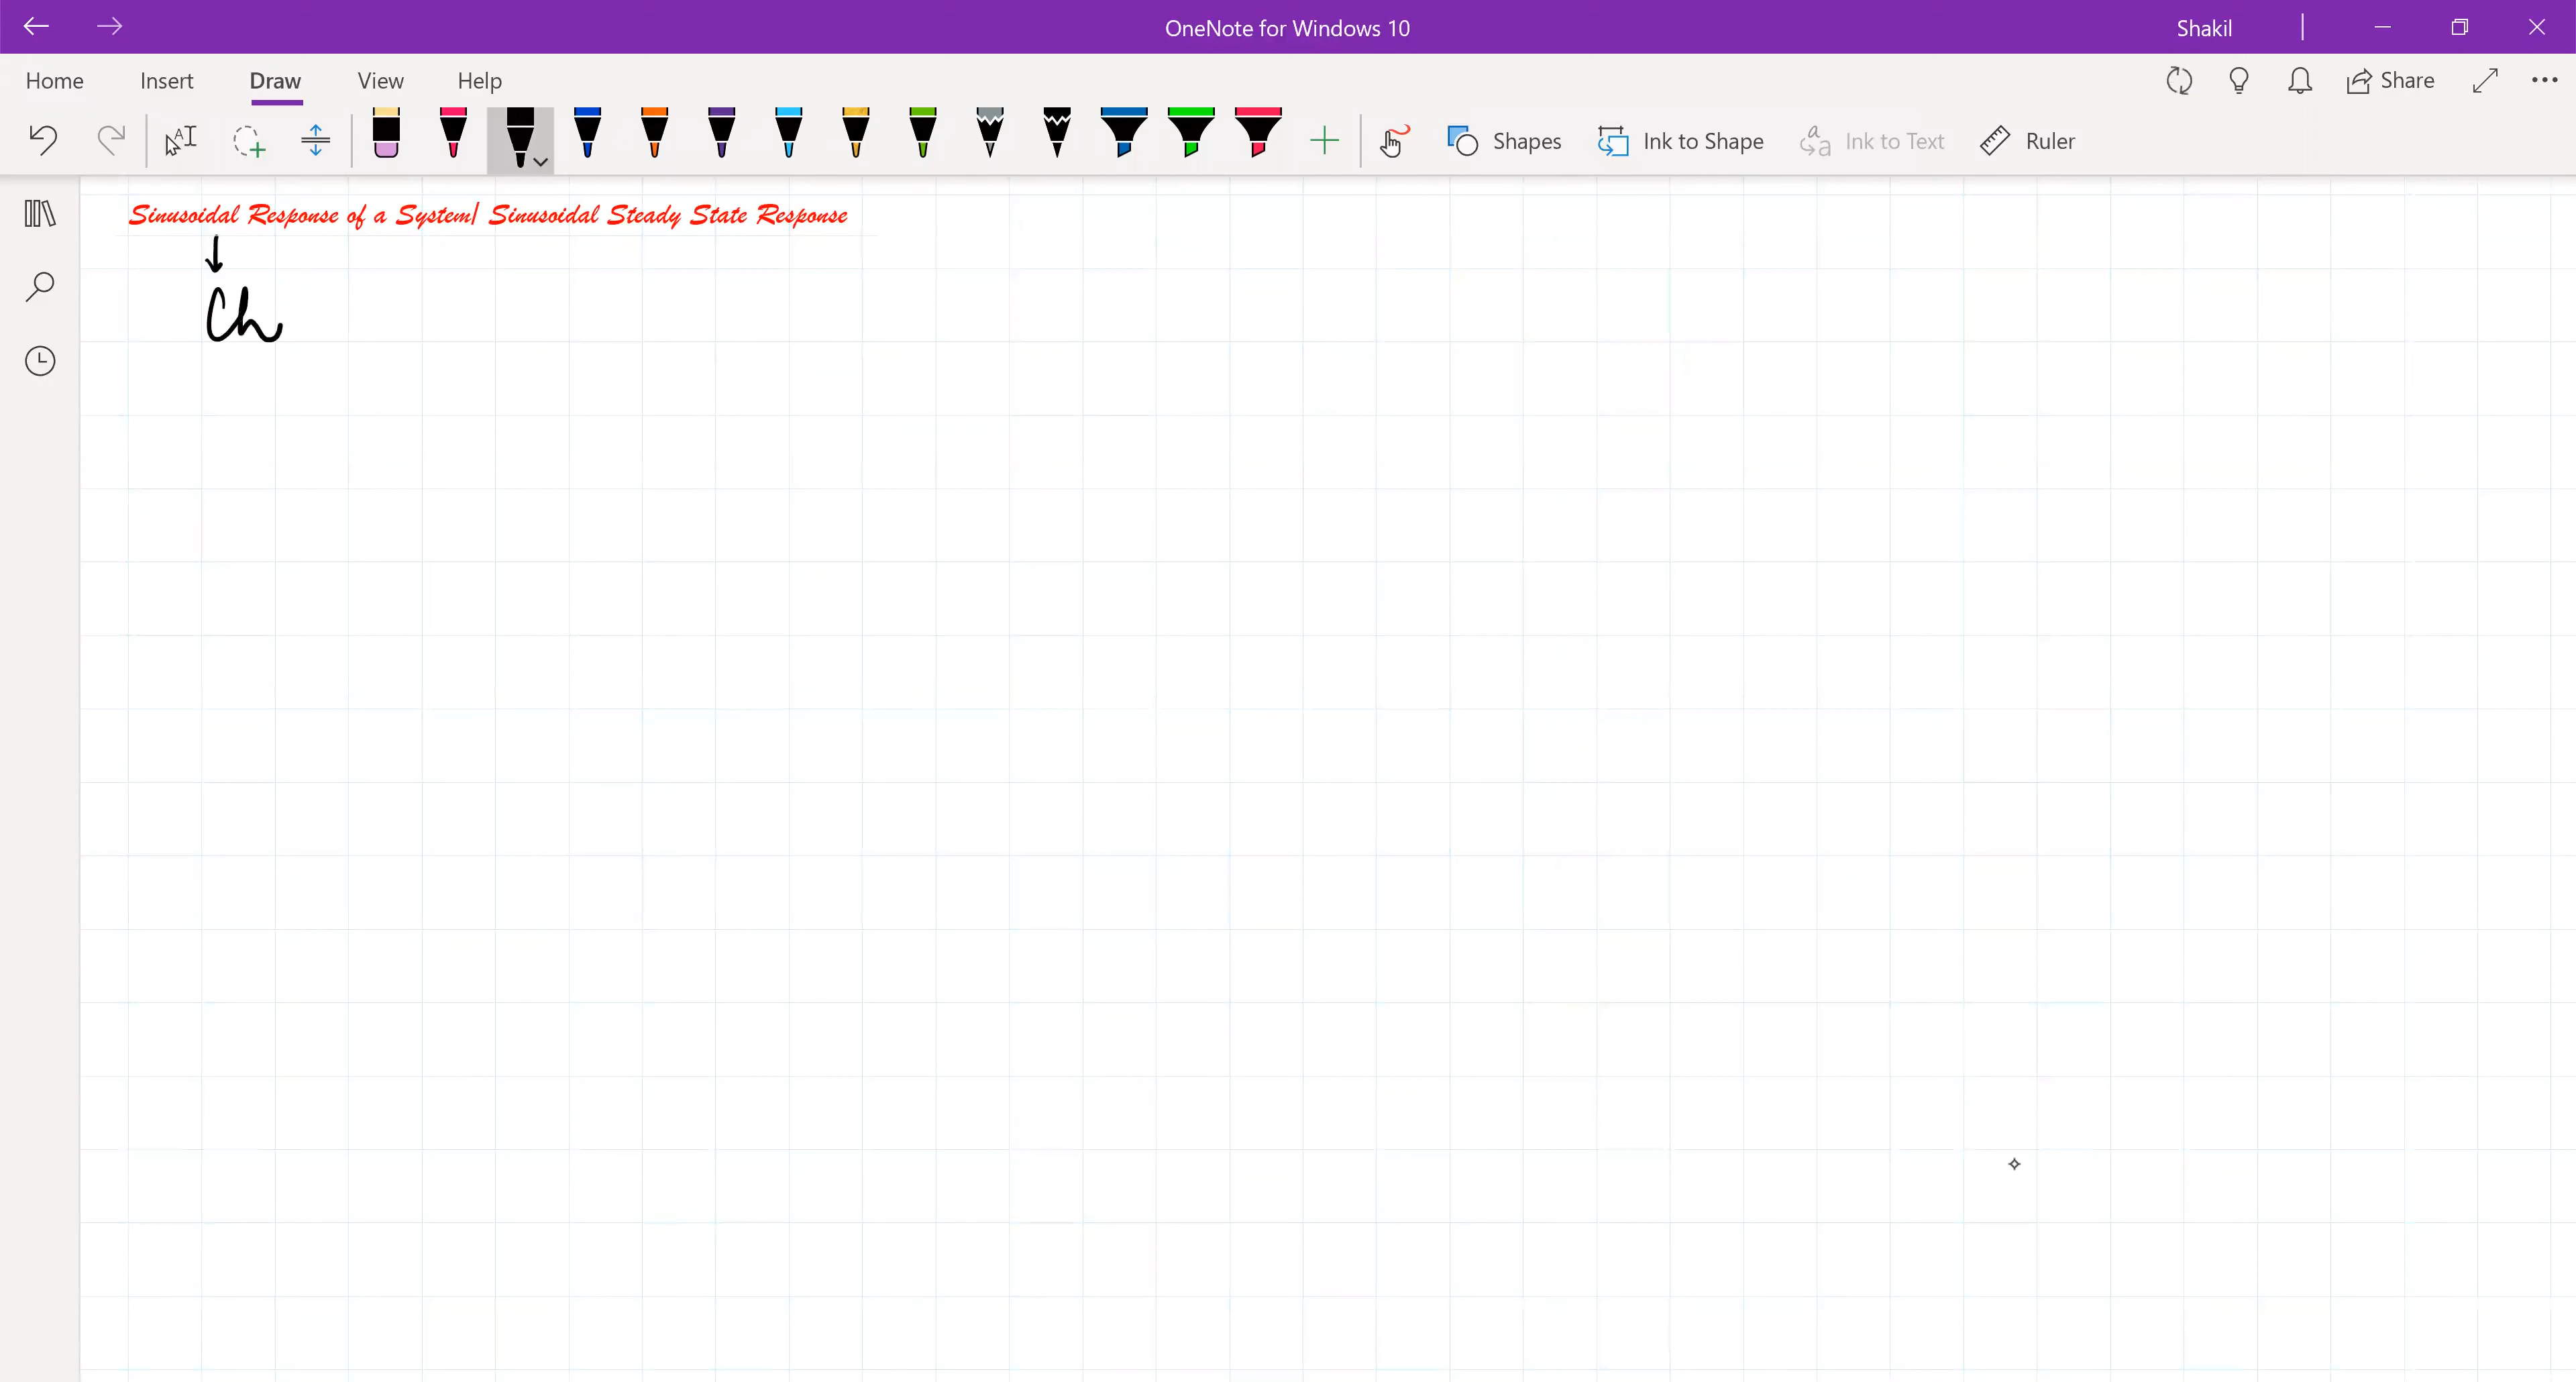 OneNote for Windows 10
Shakil
Home Insert Draw View Help
Share
Shapes Ink to Shape Ink to Text Ruler
Sinusoidal Response of a System/ Sinusoidal Steady State Response
Ch